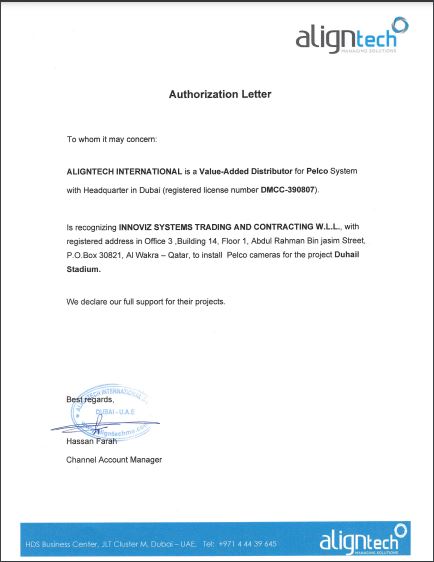 aligntech
MANAGING SOLUTIONS
Authorization Letter
To whom it may concern:
ALIGNTECH INTERNATIONAL is a Value-Added Distributor for Pelco System
with Headquarter in Dubai (registered license number DMCC-390807).
Is recognizing INNOVIZ SYSTEMS TRADING AND CONTRACTING W.L.L., with
registered address in Office 3 ,Building 14, Floor 1, Abdul Rahman Bin jasim Street,
P.O.Box 30821, Al Wakra – Qatar, to install Pelco cameras for the project Duhail
Stadium.
We declare our full support for their projects.
Best regards,
ALIGNTECH INTERNATIONAL
DUBAI - U.A.E
Hassan Farah
Channel Account Manager
HDS Business Center, JLT Cluster M, Dubai – UAE, Tel: +971 4 44 39 645
aligntech
MANAGING SOLUTIONS